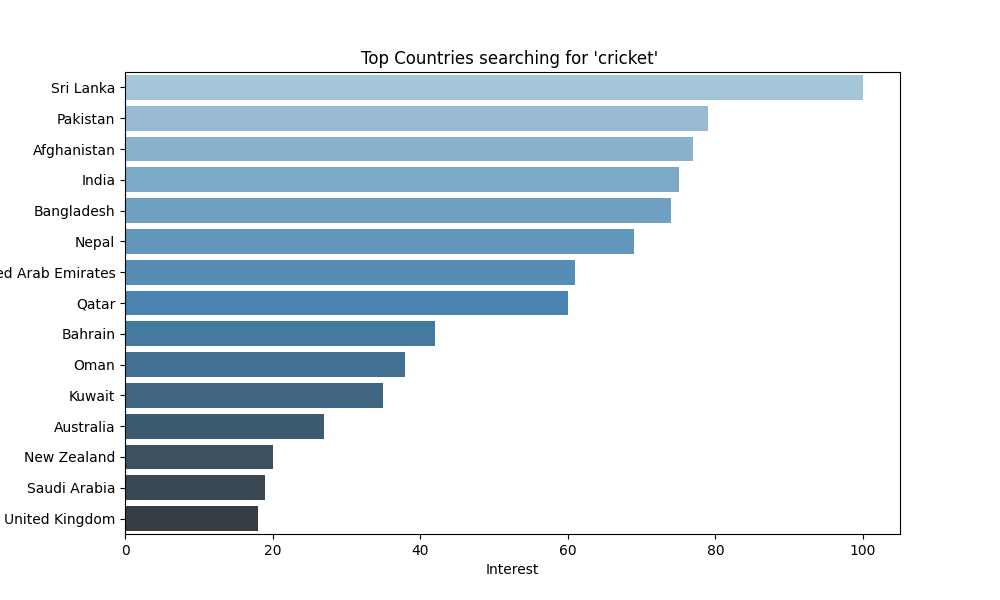 Top Countries searching for 'cricket'
Sri Lanka
Pakistan
Afghanistan
India
Bangladesh
Nepal
ed Arab Emirates
Qatar
Bahrain
Oman
Kuwait
Australia
New Zealand
Saudi Arabia
United Kingdom
0 20 40 60 80 100
Interest